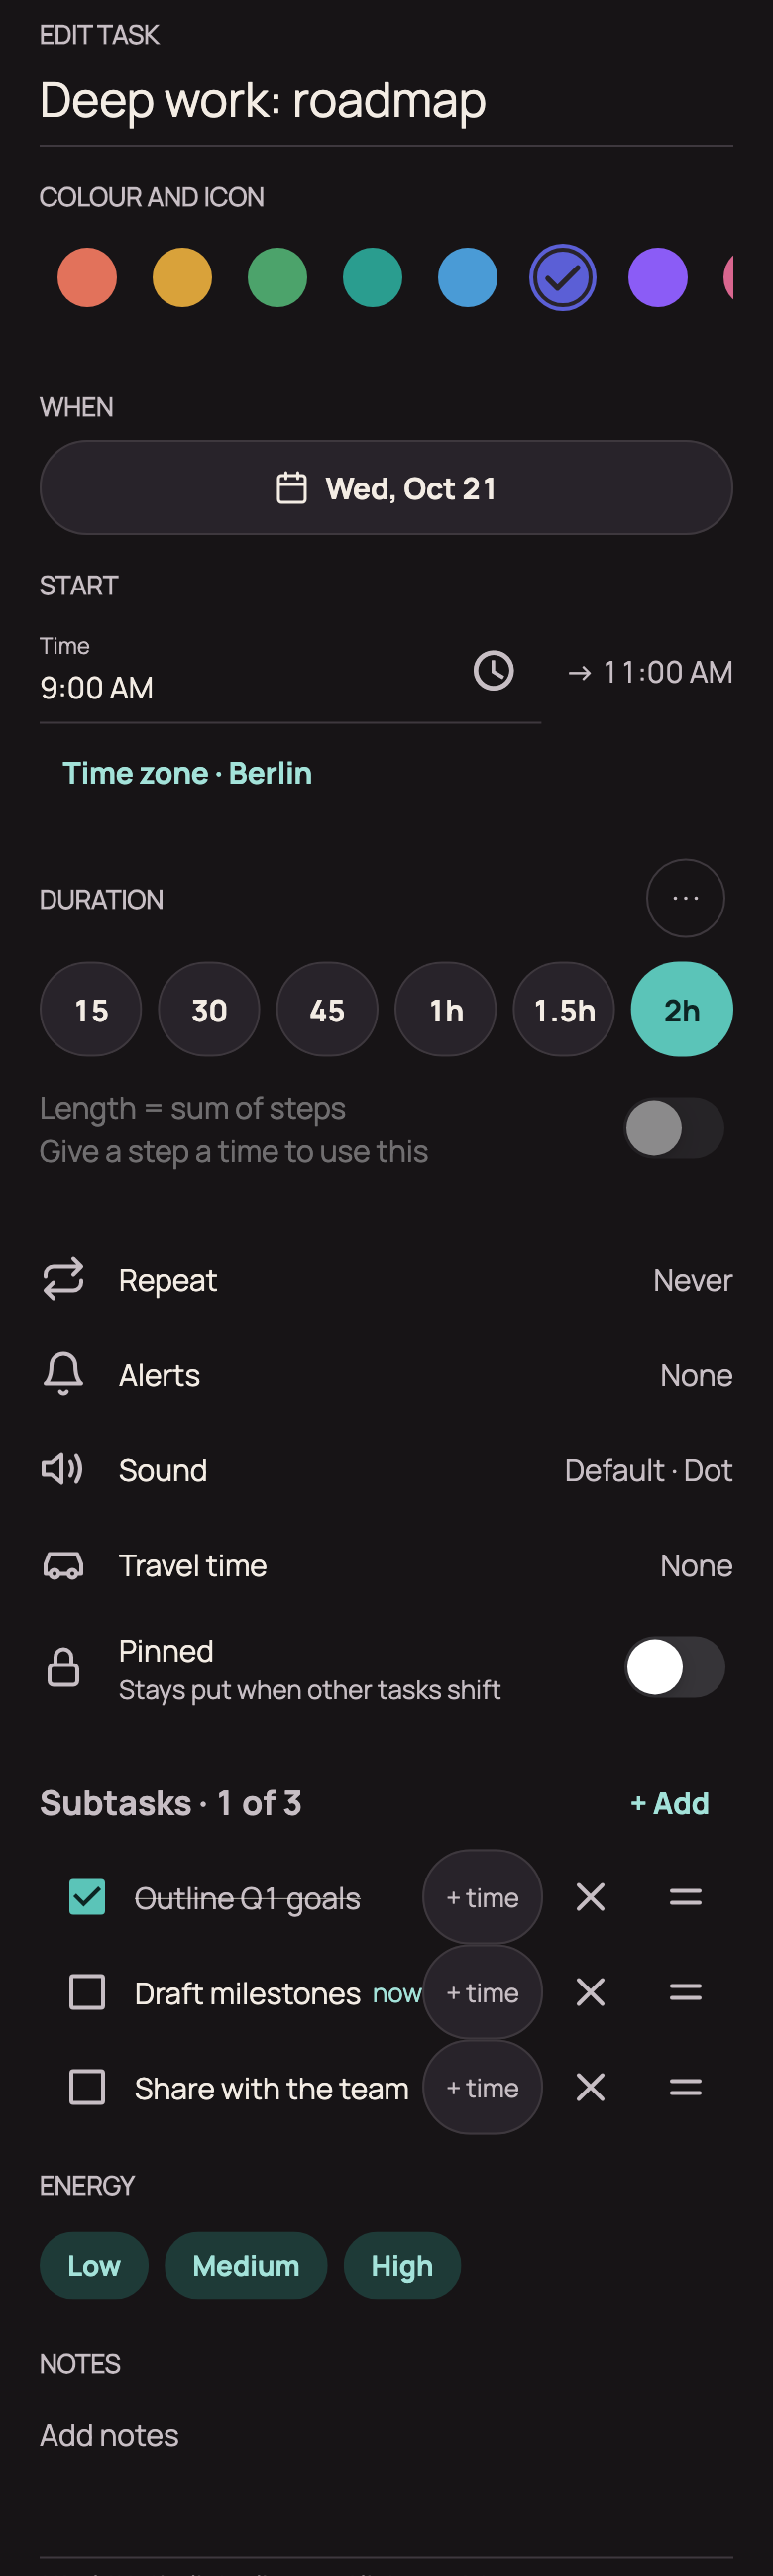 EDIT TASK
Deep work: roadmap
COLOUR AND ICON
WHEN
Wed, Oct 21
START
Time
9:00 AM
→ 11:00 AM
Time zone · Berlin
DURATION
···
15 30 45 1h 1.5h 2h
Length = sum of steps
Give a step a time to use this
Repeat Never
Alerts None
Sound Default · Dot
Travel time None
Pinned
Stays put when other tasks shift
Subtasks · 1 of 3 + Add
Outline Q1 goals + time
Draft milestones now + time
Share with the team + time
ENERGY
Low Medium High
NOTES
Add notes